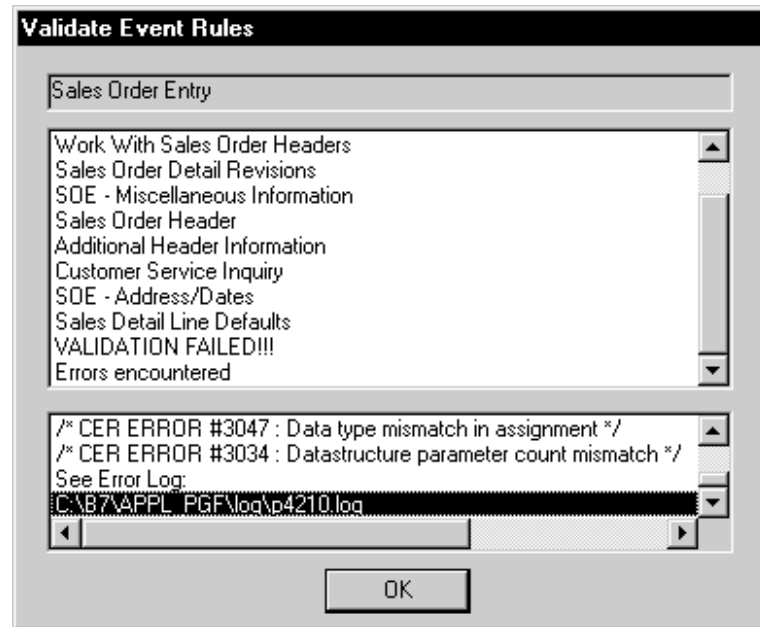 Validate Event Rules
Sales Order Entry
Work With Sales Order Headers
Sales Order Detail Revisions
SOE - Miscellaneous Information
Sales Order Header
Additional Header Information
Customer Service Inquiry
SOE - Address/Dates
Sales Detail Line Defaults
VALIDATION FAILED!!!
Errors encountered
/* CER ERROR #3047 : Data type mismatch in assignment */
/* CER ERROR #3034 : Datastructure parameter count mismatch */
See Error Log:
C:\B7\APPL_PGF\log\p4210.log
OK